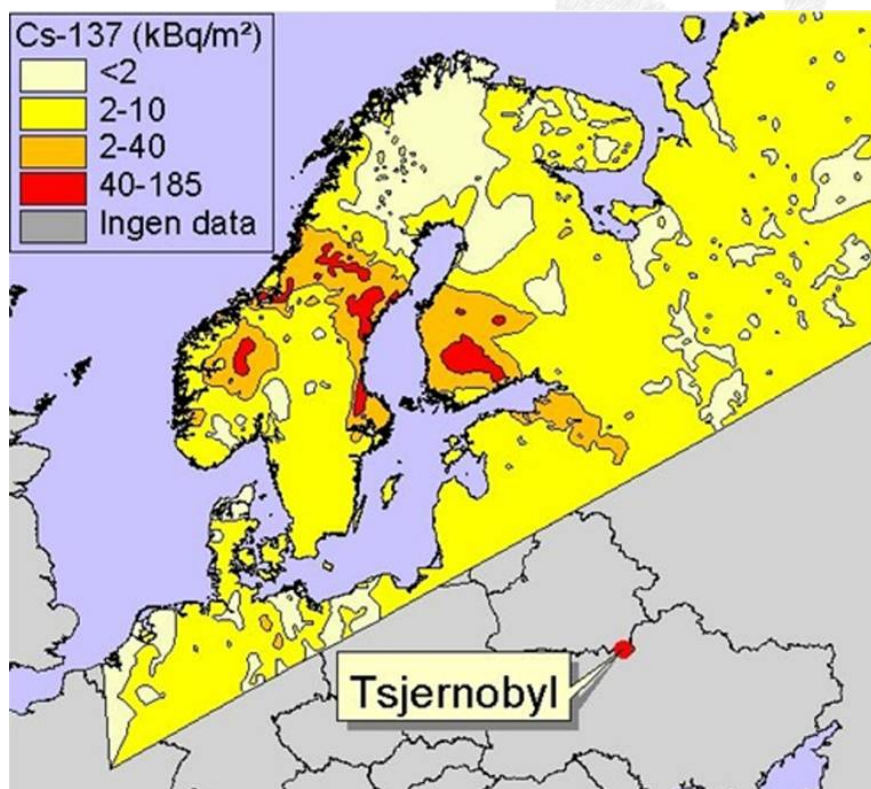 Cs-137 (kBq/m²)
<2
2-10
2-40
40-185
Ingen data
Tsjernobyl